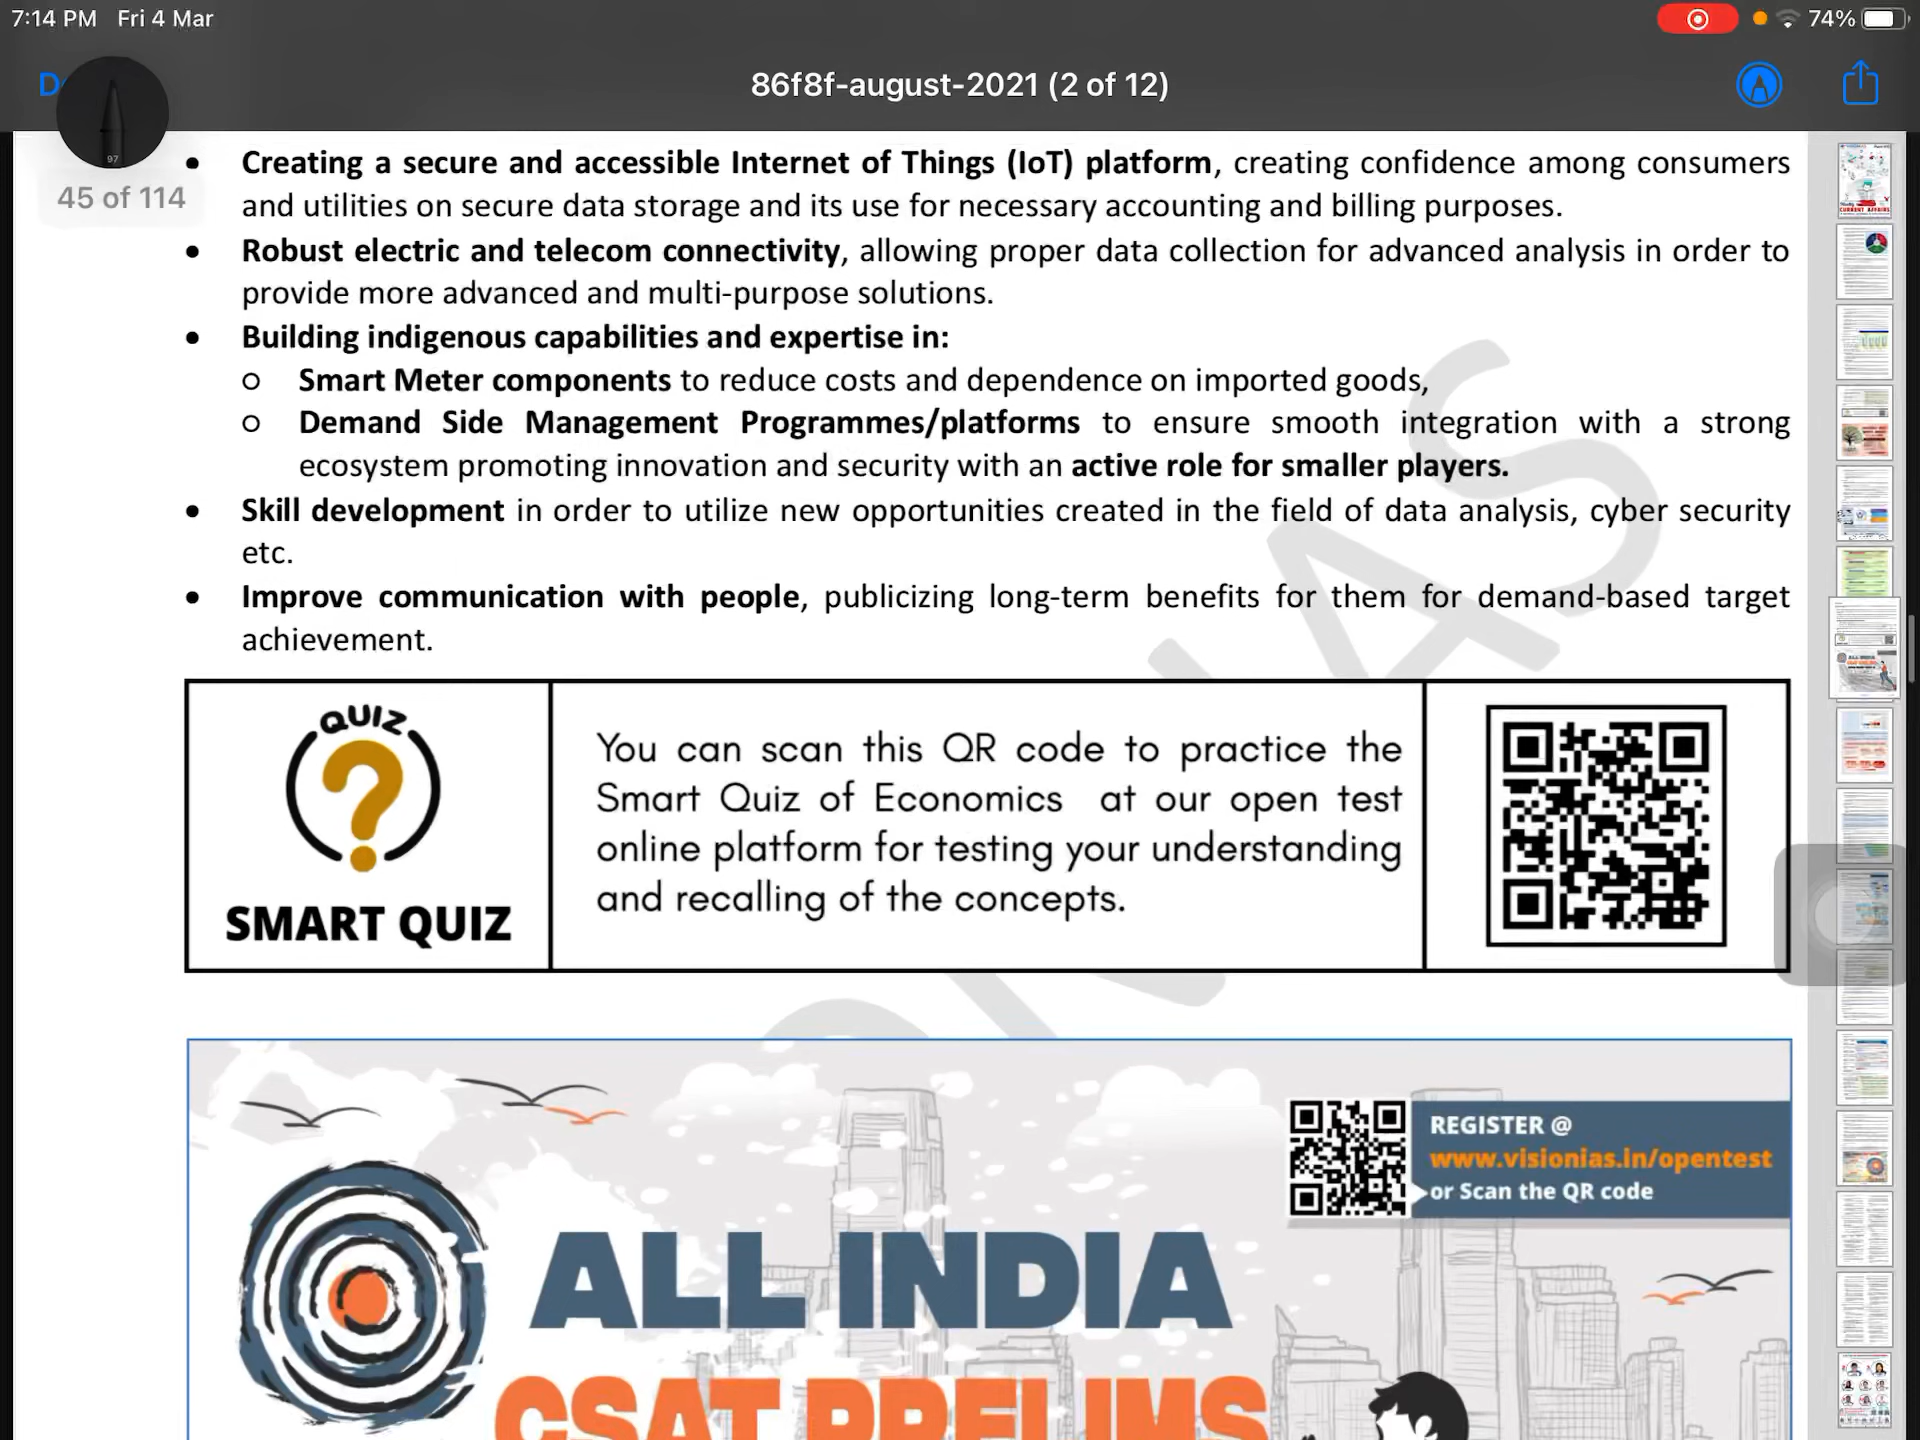 7:14 PM Fri 4 Mar
74%
D
86f8f-august-2021 (2 of 12)
97
45 of 114
• Creating a secure and accessible Internet of Things (IoT) platform, creating confidence among consumers
and utilities on secure data storage and its use for necessary accounting and billing purposes.
• Robust electric and telecom connectivity, allowing proper data collection for advanced analysis in order to
provide more advanced and multi-purpose solutions.
• Building indigenous capabilities and expertise in:
o Smart Meter components to reduce costs and dependence on imported goods,
o Demand Side Management Programmes/platforms to ensure smooth integration with a strong
ecosystem promoting innovation and security with an active role for smaller players.
• Skill development in order to utilize new opportunities created in the field of data analysis, cyber security
etc.
• Improve communication with people, publicizing long-term benefits for them for demand-based target
achievement.
QUIZ
SMART QUIZ
You can scan this QR code to practice the
Smart Quiz of Economics at our open test
online platform for testing your understanding
and recalling of the concepts.
REGISTER @
www.visionias.in/opentest
or Scan the QR code
ALL INDIA
CSAT PRELIMS